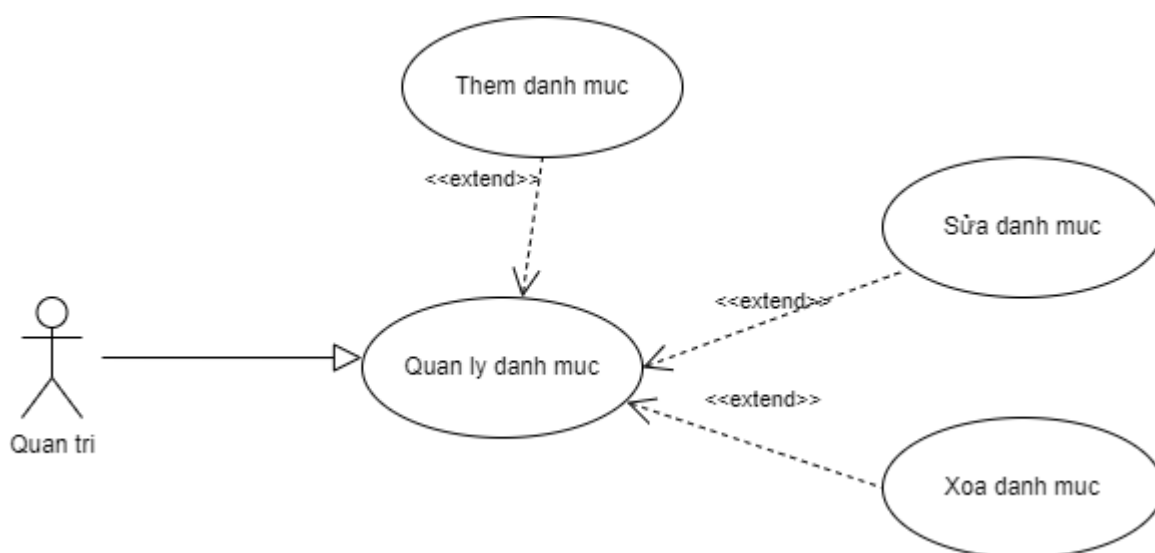 Them danh muc
<<extend>>
Sửa danh muc
<<extend>>
Quan ly danh muc
<<extend>>
Quan tri
Xoa danh muc